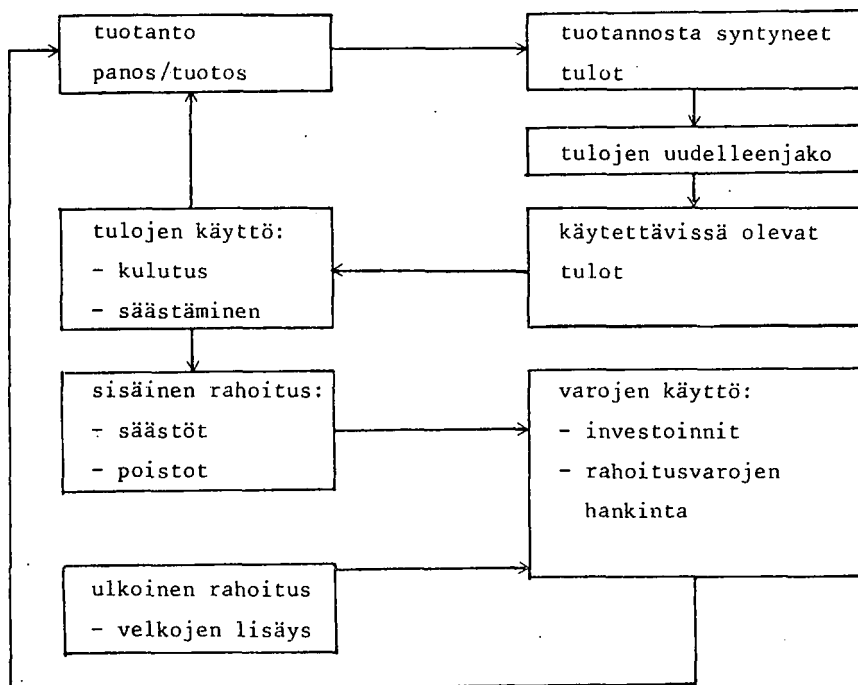 tuotanto
panos/tuotos
tuotannosta syntyneet
tulot
tulojen uudelleenjako
tulojen käyttö:
- kulutus
- säästäminen
käytettävissä olevat
tulot
sisäinen rahoitus:
- säästöt
- poistot
varojen käyttö:
- investoinnit
- rahoitusvarojen
hankinta
ulkoinen rahoitus
- velkojen lisäys